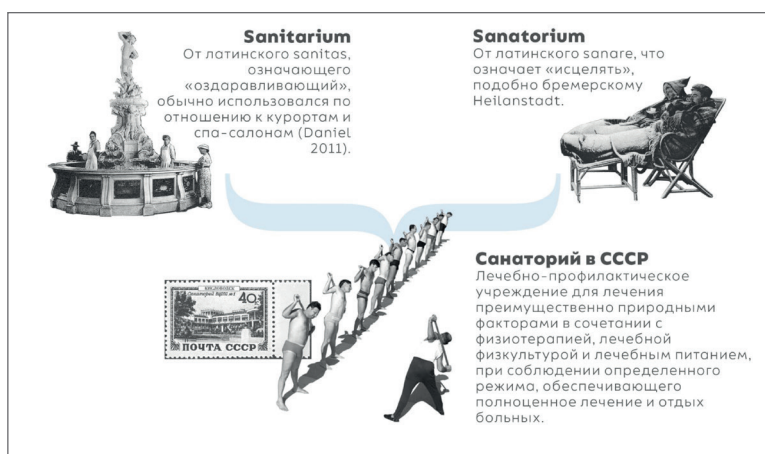 Sanitarium
От латинского sanitas,
означающего
«оздаравливающий»,
обычно использовался по
отношению к курортам и
спа-салонам (Daniel
2011).
Sanatorium
От латинского sanare, что
означает «исцелять»,
подобно бремерскому
Heilanstadt.
Санаторий в СССР
Лечебно-профилактическое
учреждение для лечения
преимущественно природными
факторами в сочетании с
физиотерапией, лечебной
физкультурой и лечебным питанием,
при соблюдении определенного
режима, обеспечивающего
полноценное лечение и отдых
больных.
КИСЛОВОДСК
40
ПОЧТА СССР